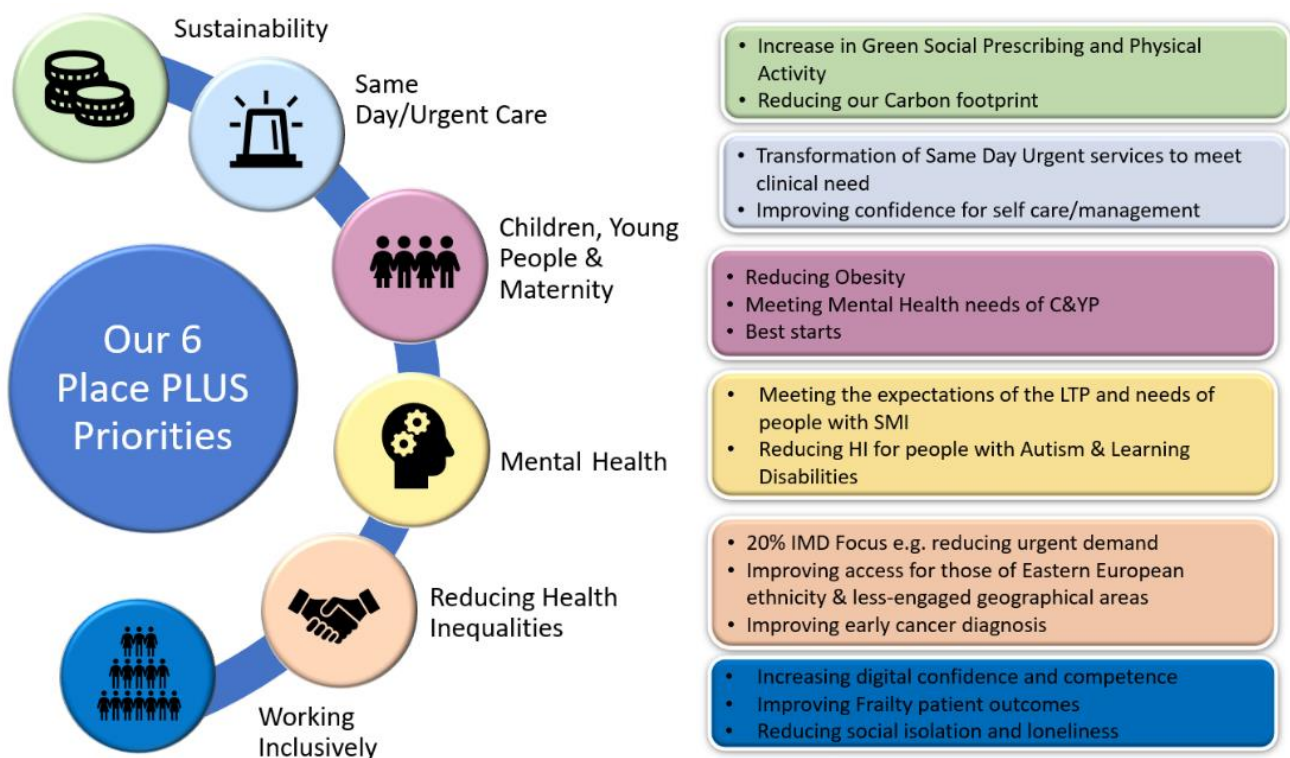 Our 6
Place PLUS
Priorities
Sustainability
• Increase in Green Social Prescribing and Physical
Activity
• Reducing our Carbon footprint
Same
Day/Urgent Care
• Transformation of Same Day Urgent services to meet
clinical need
• Improving confidence for self care/management
Children, Young
People &
Maternity
• Reducing Obesity
• Meeting Mental Health needs of C&YP
• Best starts
Mental Health
• Meeting the expectations of the LTP and needs of
people with SMI
• Reducing HI for people with Autism & Learning
Disabilities
Reducing Health
Inequalities
• 20% IMD Focus e.g. reducing urgent demand
• Improving access for those of Eastern European
ethnicity & less-engaged geographical areas
• Improving early cancer diagnosis
Working
Inclusively
• Increasing digital confidence and competence
• Improving Frailty patient outcomes
• Reducing social isolation and loneliness